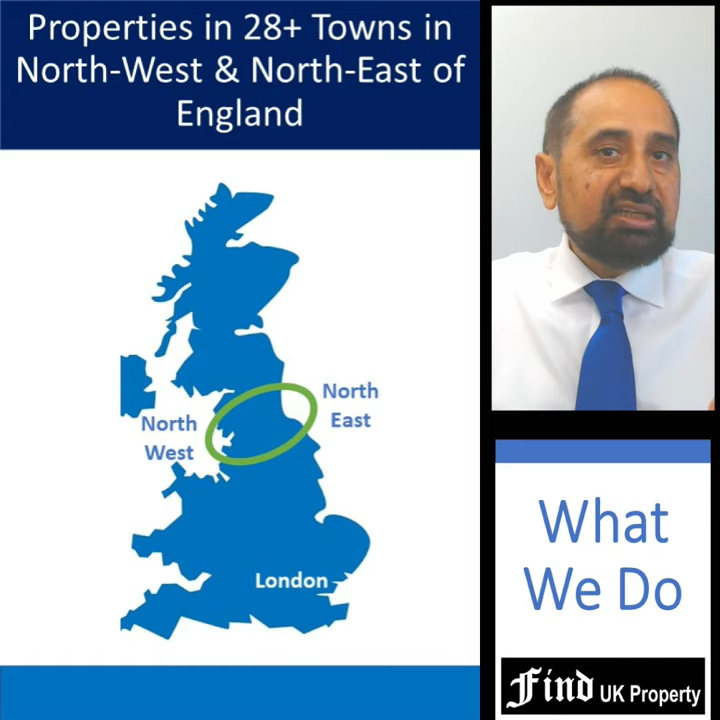 Properties in 28+ Towns in
North-West & North-East of
England
North
East
North
West
London
What
We Do
Find UK Property